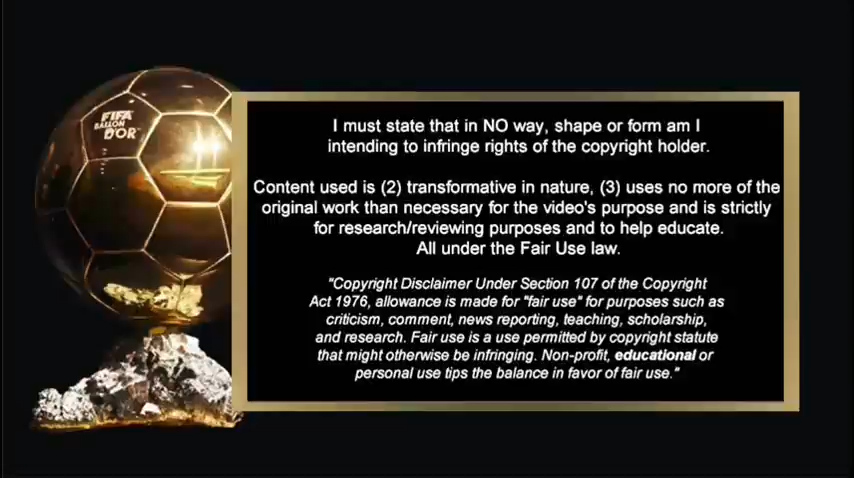 FIFA
BALLON
D'OR
I must state that in NO way, shape or form am I
intending to infringe rights of the copyright holder.
Content used is (2) transformative in nature, (3) uses no more of the
original work than necessary for the video's purpose and is strictly
for research/reviewing purposes and to help educate.
All under the Fair Use law.
"Copyright Disclaimer Under Section 107 of the Copyright
Act 1976, allowance is made for "fair use" for purposes such as
criticism, comment, news reporting, teaching, scholarship,
and research. Fair use is a use permitted by copyright statute
that might otherwise be infringing. Non-profit, educational or
personal use tips the balance in favor of fair use."